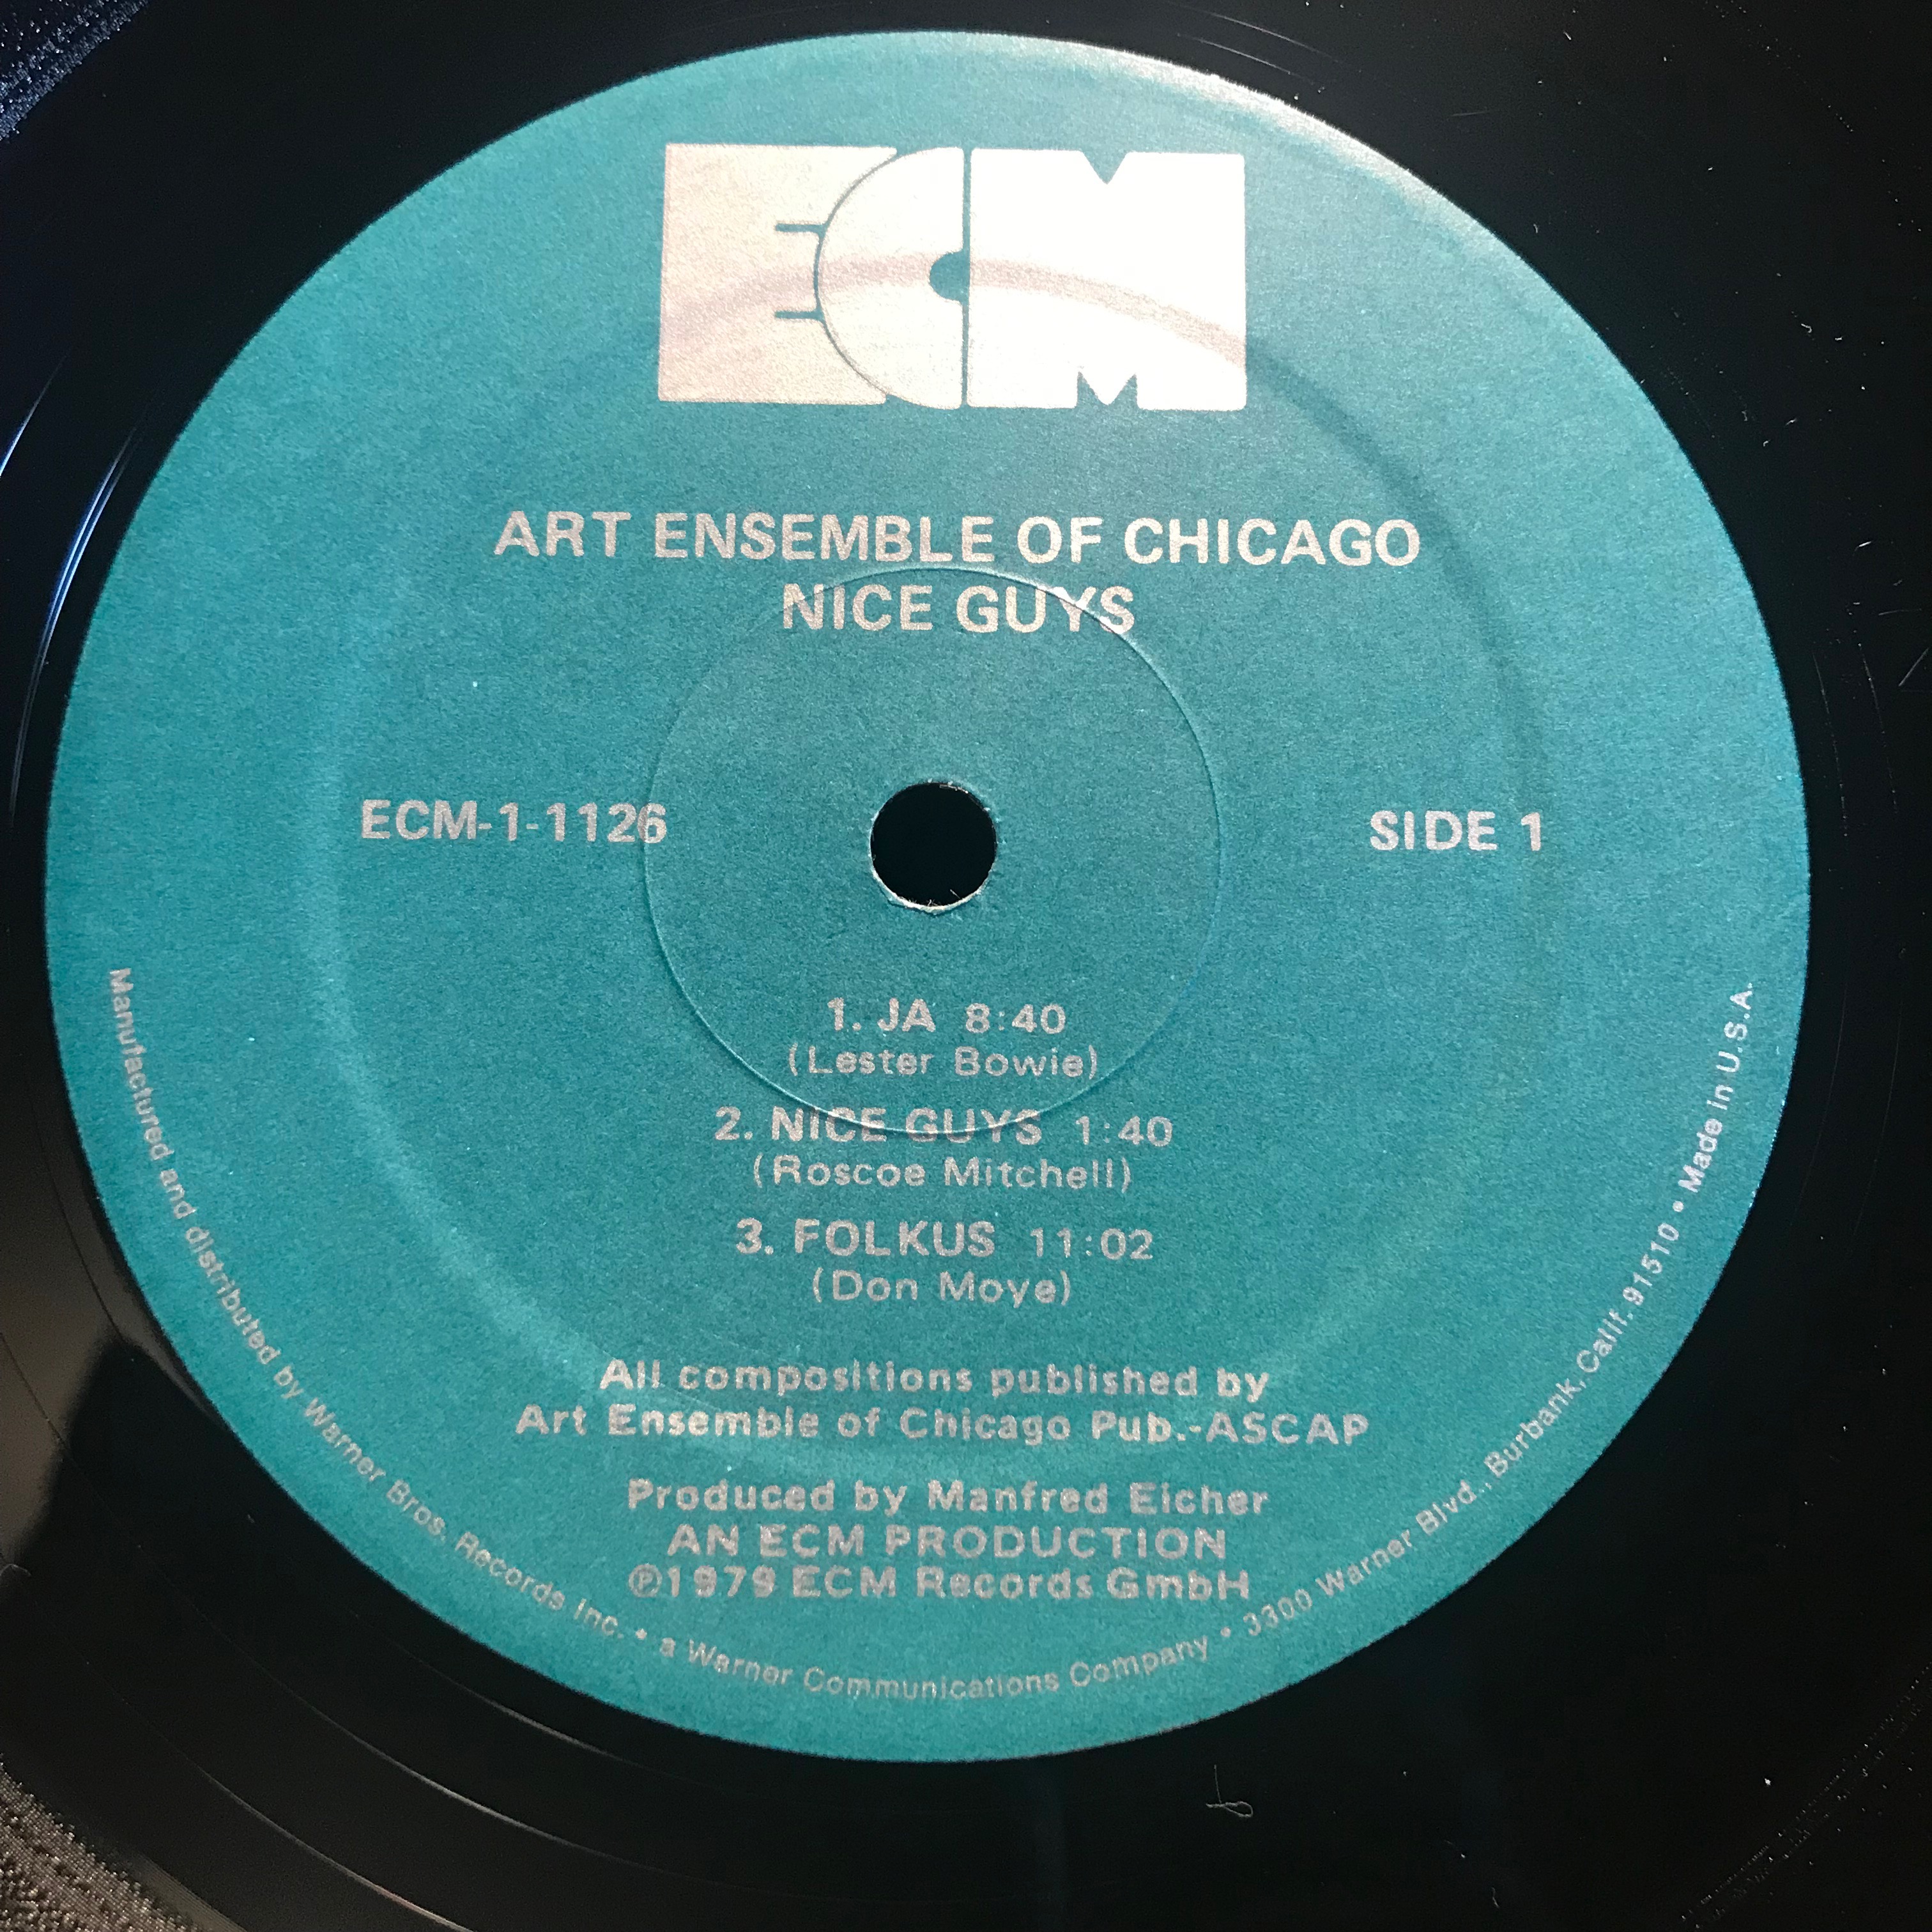 ECM
ART ENSEMBLE OF CHICAGO
NICE GUYS
ECM-1-1126
SIDE 1
1. JA 8:40
(Lester Bowie)
2. NICE GUYS 1:40
(Roscoe Mitchell)
3. FOLKUS 11:02
(Don Moye)
All compositions published by
Art Ensemble of Chicago Pub.-ASCAP
Produced by Manfred Eicher
AN ECM PRODUCTION
℗1979 ECM Records GmbH
Manufactured and distributed by Warner Bros. Records Inc. • a Warner Communications Company • 3300 Warner Blvd., Burbank, Calif. 91510 • Made in U.S.A.